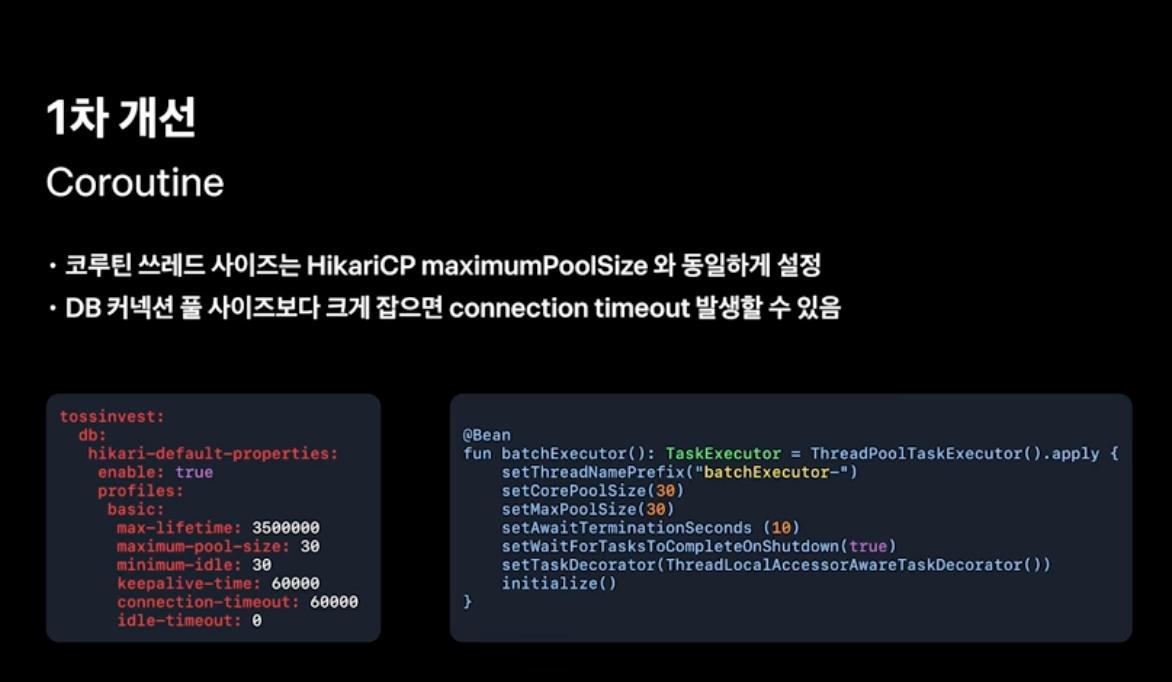 1차 개선
Coroutine
· 코루틴 쓰레드 사이즈는 HikariCP maximumPoolSize 와 동일하게 설정
· DB 커넥션 풀 사이즈보다 크게 잡으면 connection timeout 발생할 수 있음
tossinvest:
  db:
    hikari-default-properties:
      enable: true
      profiles:
        basic:
          max-lifetime: 3500000
          maximum-pool-size: 30
          minimum-idle: 30
          keepalive-time: 60000
          connection-timeout: 60000
          idle-timeout: 0
@Bean
fun batchExecutor(): TaskExecutor = ThreadPoolTaskExecutor().apply {
    setThreadNamePrefix("batchExecutor-")
    setCorePoolSize(30)
    setMaxPoolSize(30)
    setAwaitTerminationSeconds (10)
    setWaitForTasksToCompleteOnShutdown(true)
    setTaskDecorator(ThreadLocalAccessorAwareTaskDecorator())
    initialize()
}